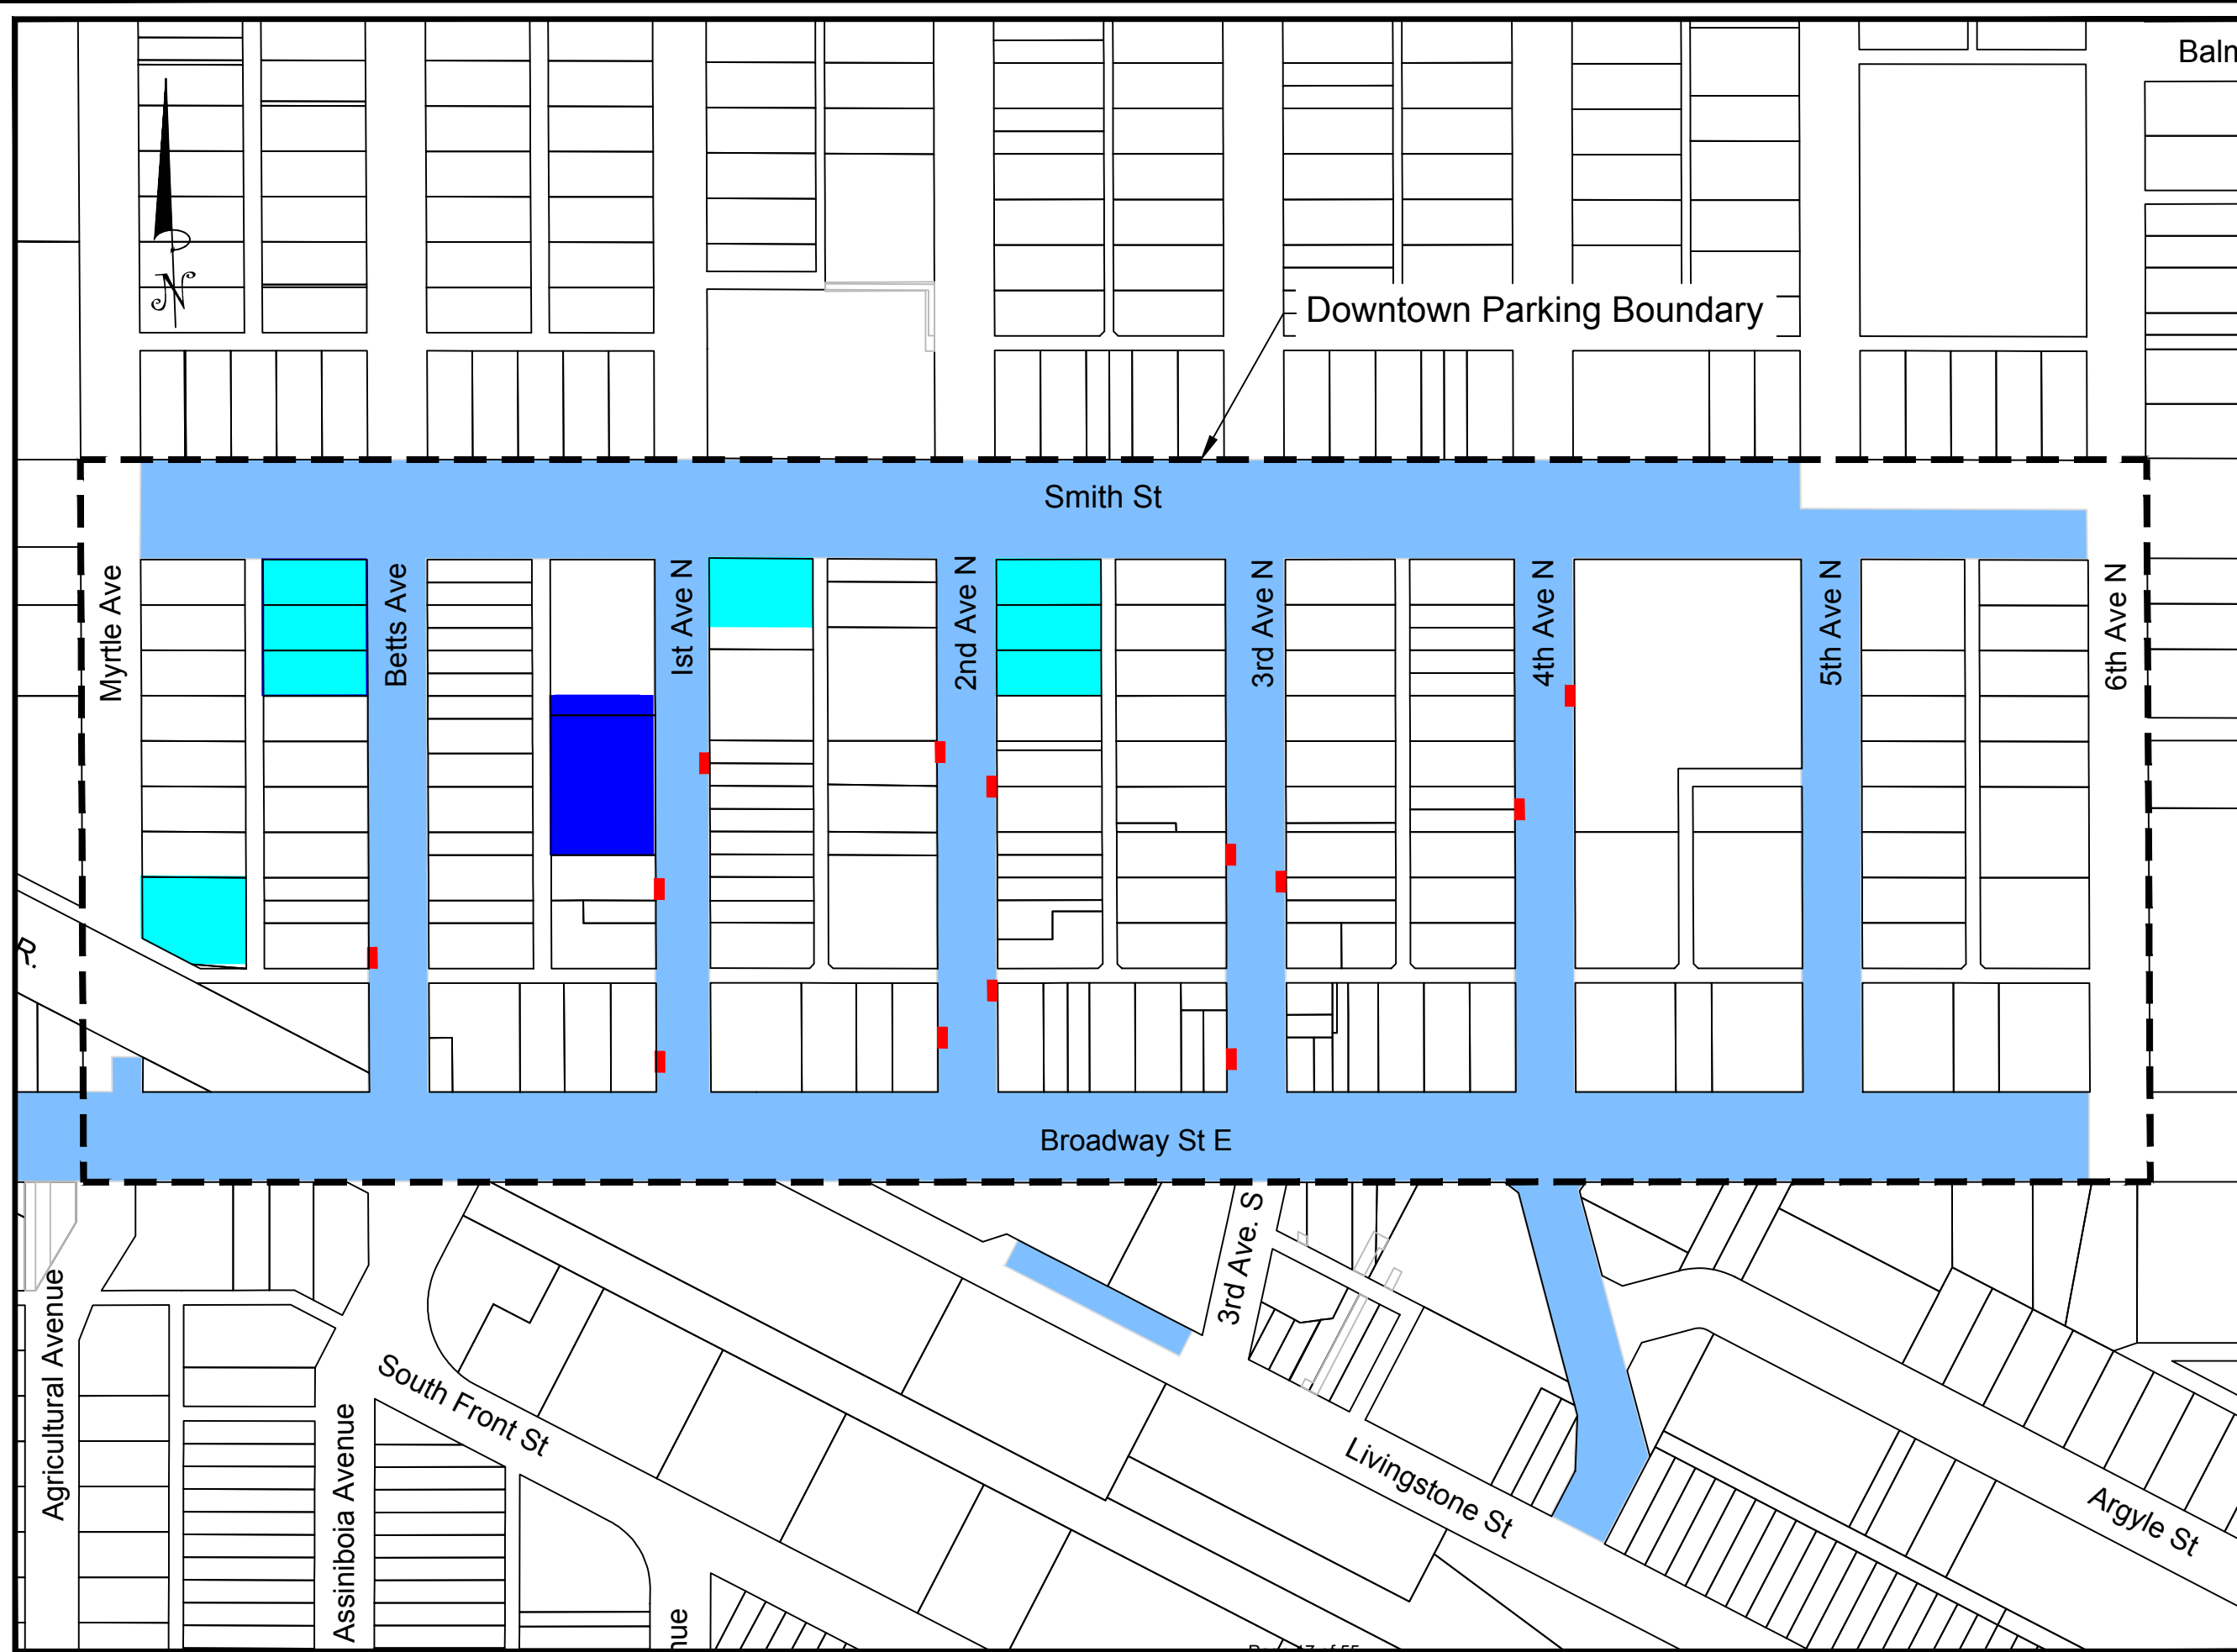 Baln
N
Downtown Parking Boundary
Smith St
Myrtle Ave
Betts Ave
Ist Ave N
2nd Ave N
3rd Ave N
4th Ave N
5th Ave N
6th Ave N
R.
Broadway St E
3rd Ave. S
Agricultural Avenue
South Front St
Assiniboia Avenue
Livingstone St
Argyle St
nue